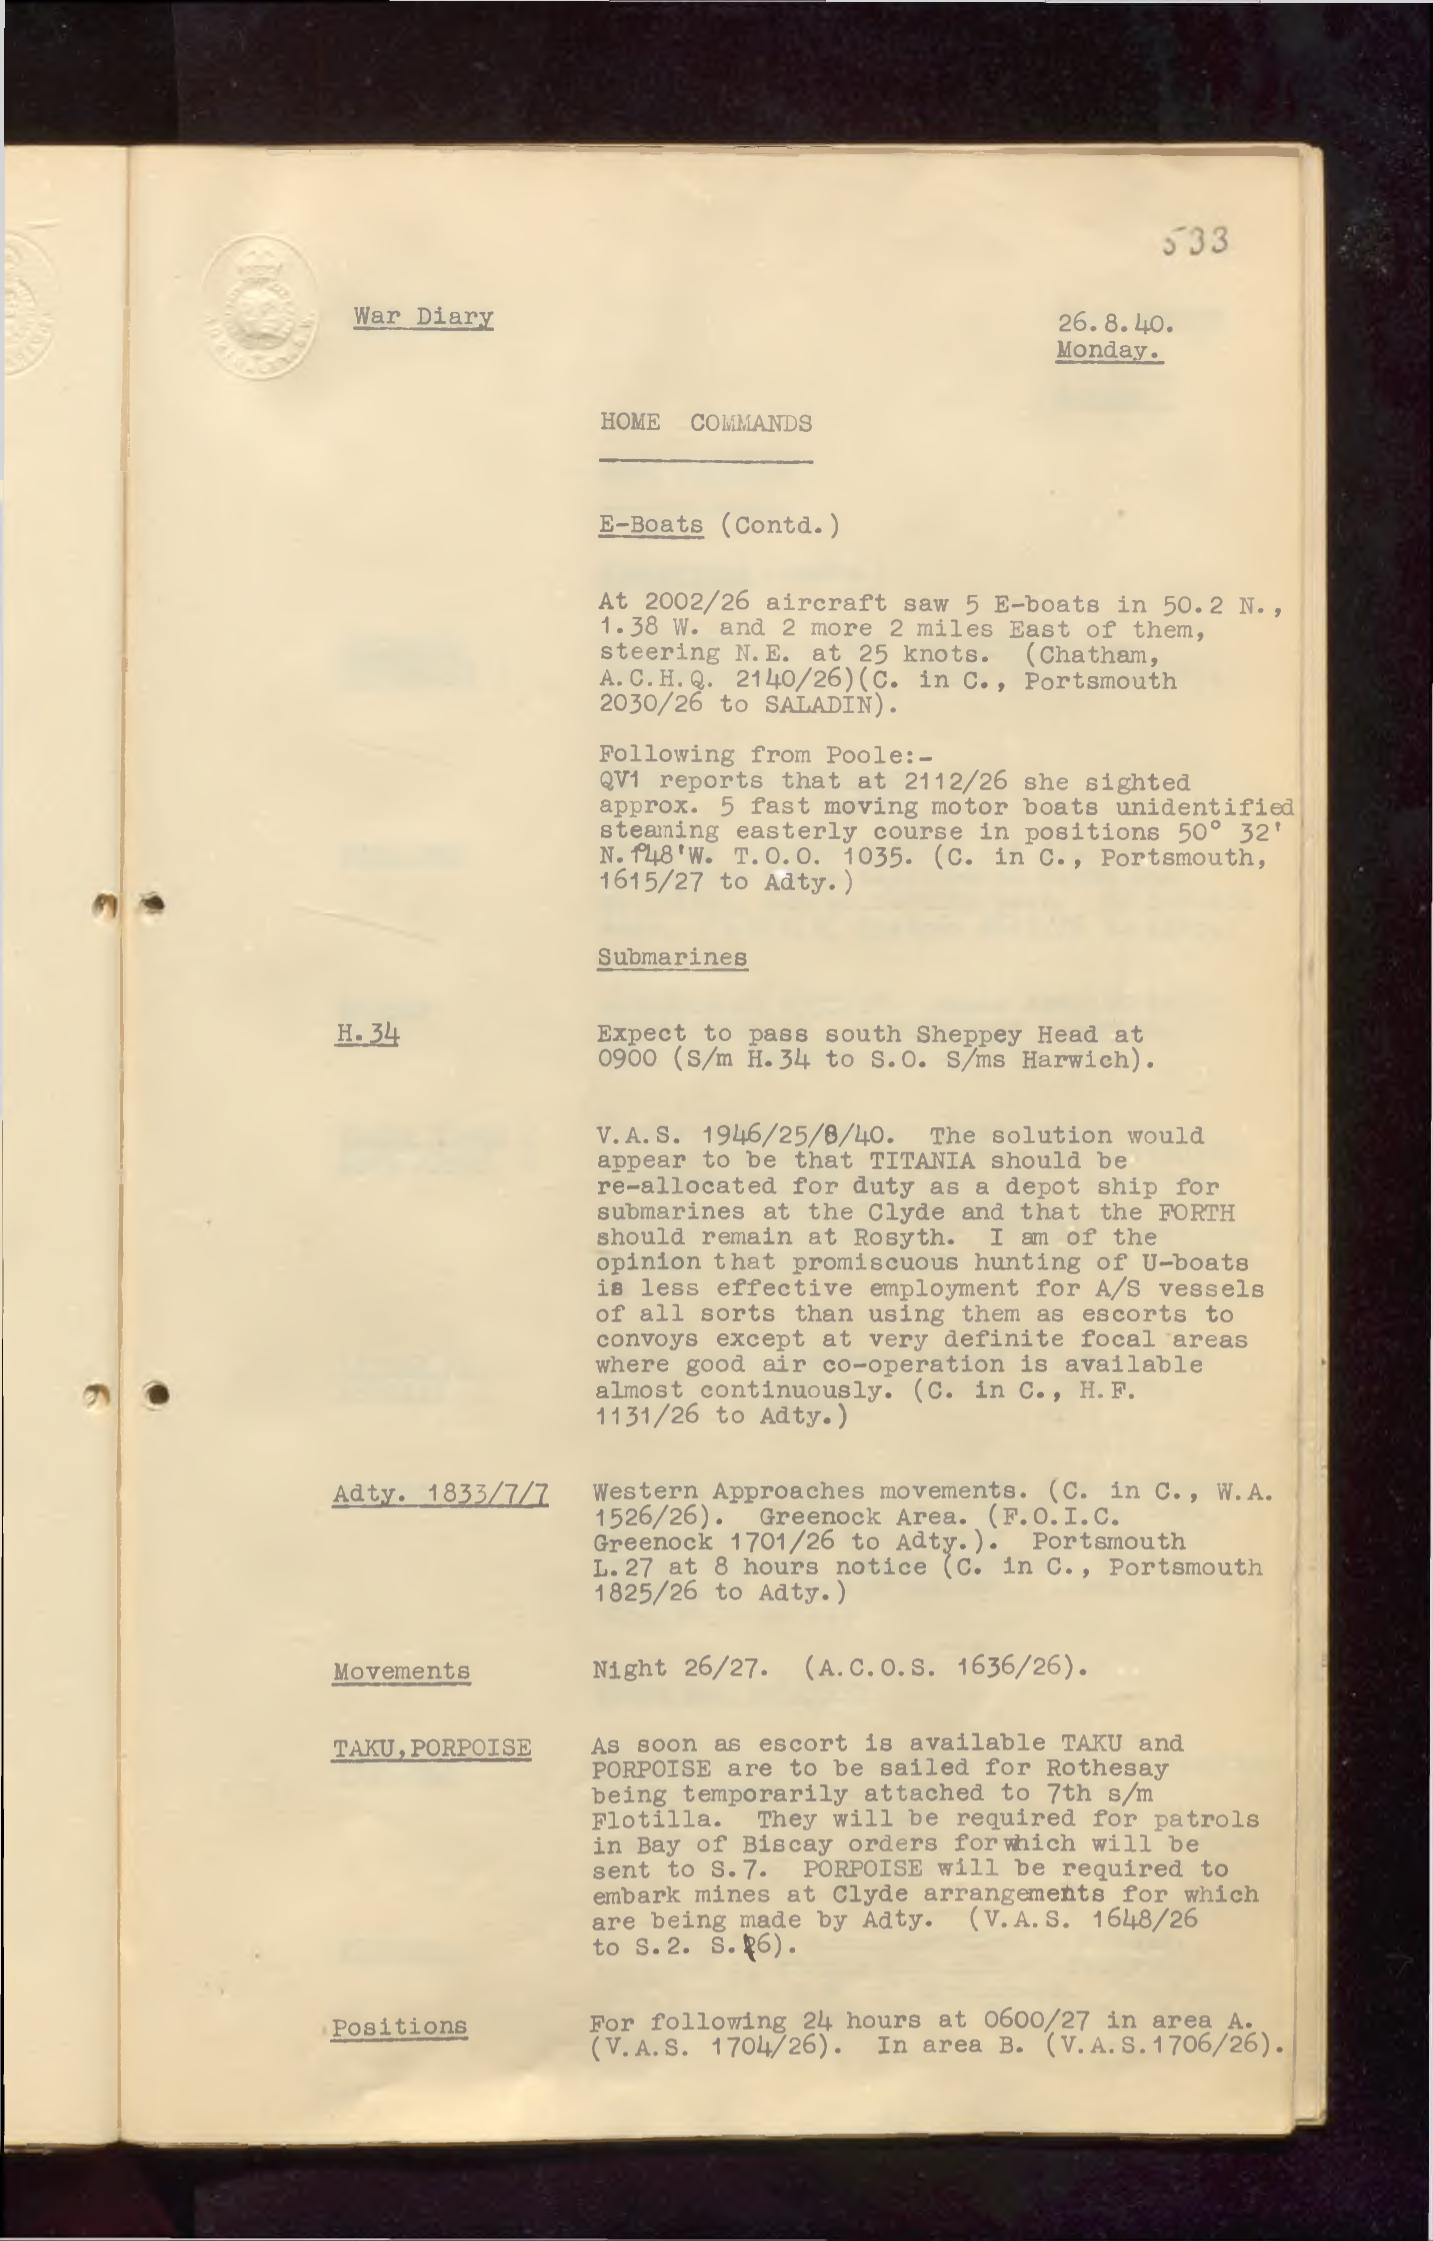 533
War Diary
26.8.40.
Monday.
HOME COMMANDS
E-Boats (Contd.)
At 2002/26 aircraft saw 5 E-boats in 50.2 N.,
1.38 W. and 2 more 2 miles East of them,
steering N.E. at 25 knots. (Chatham,
A.C.H.Q. 2140/26)(C. in C., Portsmouth
2030/26 to SALADIN).
Following from Poole:-
QV1 reports that at 2112/26 she sighted
approx. 5 fast moving motor boats unidentified
steaming easterly course in positions 50° 32'
N.1°48'W. T.O.O. 1035. (C. in C., Portsmouth,
1615/27 to Adty.)
Submarines
H.34
Expect to pass south Sheppey Head at
0900 (S/m H.34 to S.O. S/ms Harwich).
V.A.S. 1946/25/8/40. The solution would
appear to be that TITANIA should be
re-allocated for duty as a depot ship for
submarines at the Clyde and that the FORTH
should remain at Rosyth. I am of the
opinion that promiscuous hunting of U-boats
is less effective employment for A/S vessels
of all sorts than using them as escorts to
convoys except at very definite focal areas
where good air co-operation is available
almost continuously. (C. in C., H.F.
1131/26 to Adty.)
Adty. 1833/7/7
Western Approaches movements. (C. in C., W.A.
1526/26). Greenock Area. (F.O.I.C.
Greenock 1701/26 to Adty.). Portsmouth
L.27 at 8 hours notice (C. in C., Portsmouth
1825/26 to Adty.)
Movements
Night 26/27. (A.C.O.S. 1636/26).
TAKU,PORPOISE
As soon as escort is available TAKU and
PORPOISE are to be sailed for Rothesay
being temporarily attached to 7th s/m
Flotilla. They will be required for patrols
in Bay of Biscay orders for which will be
sent to S.7. PORPOISE will be required to
embark mines at Clyde arrangements for which
are being made by Adty. (V.A.S. 1648/26
to S.2. S.6).
Positions
For following 24 hours at 0600/27 in area A.
(V.A.S. 1704/26). In area B. (V.A.S.1706/26).